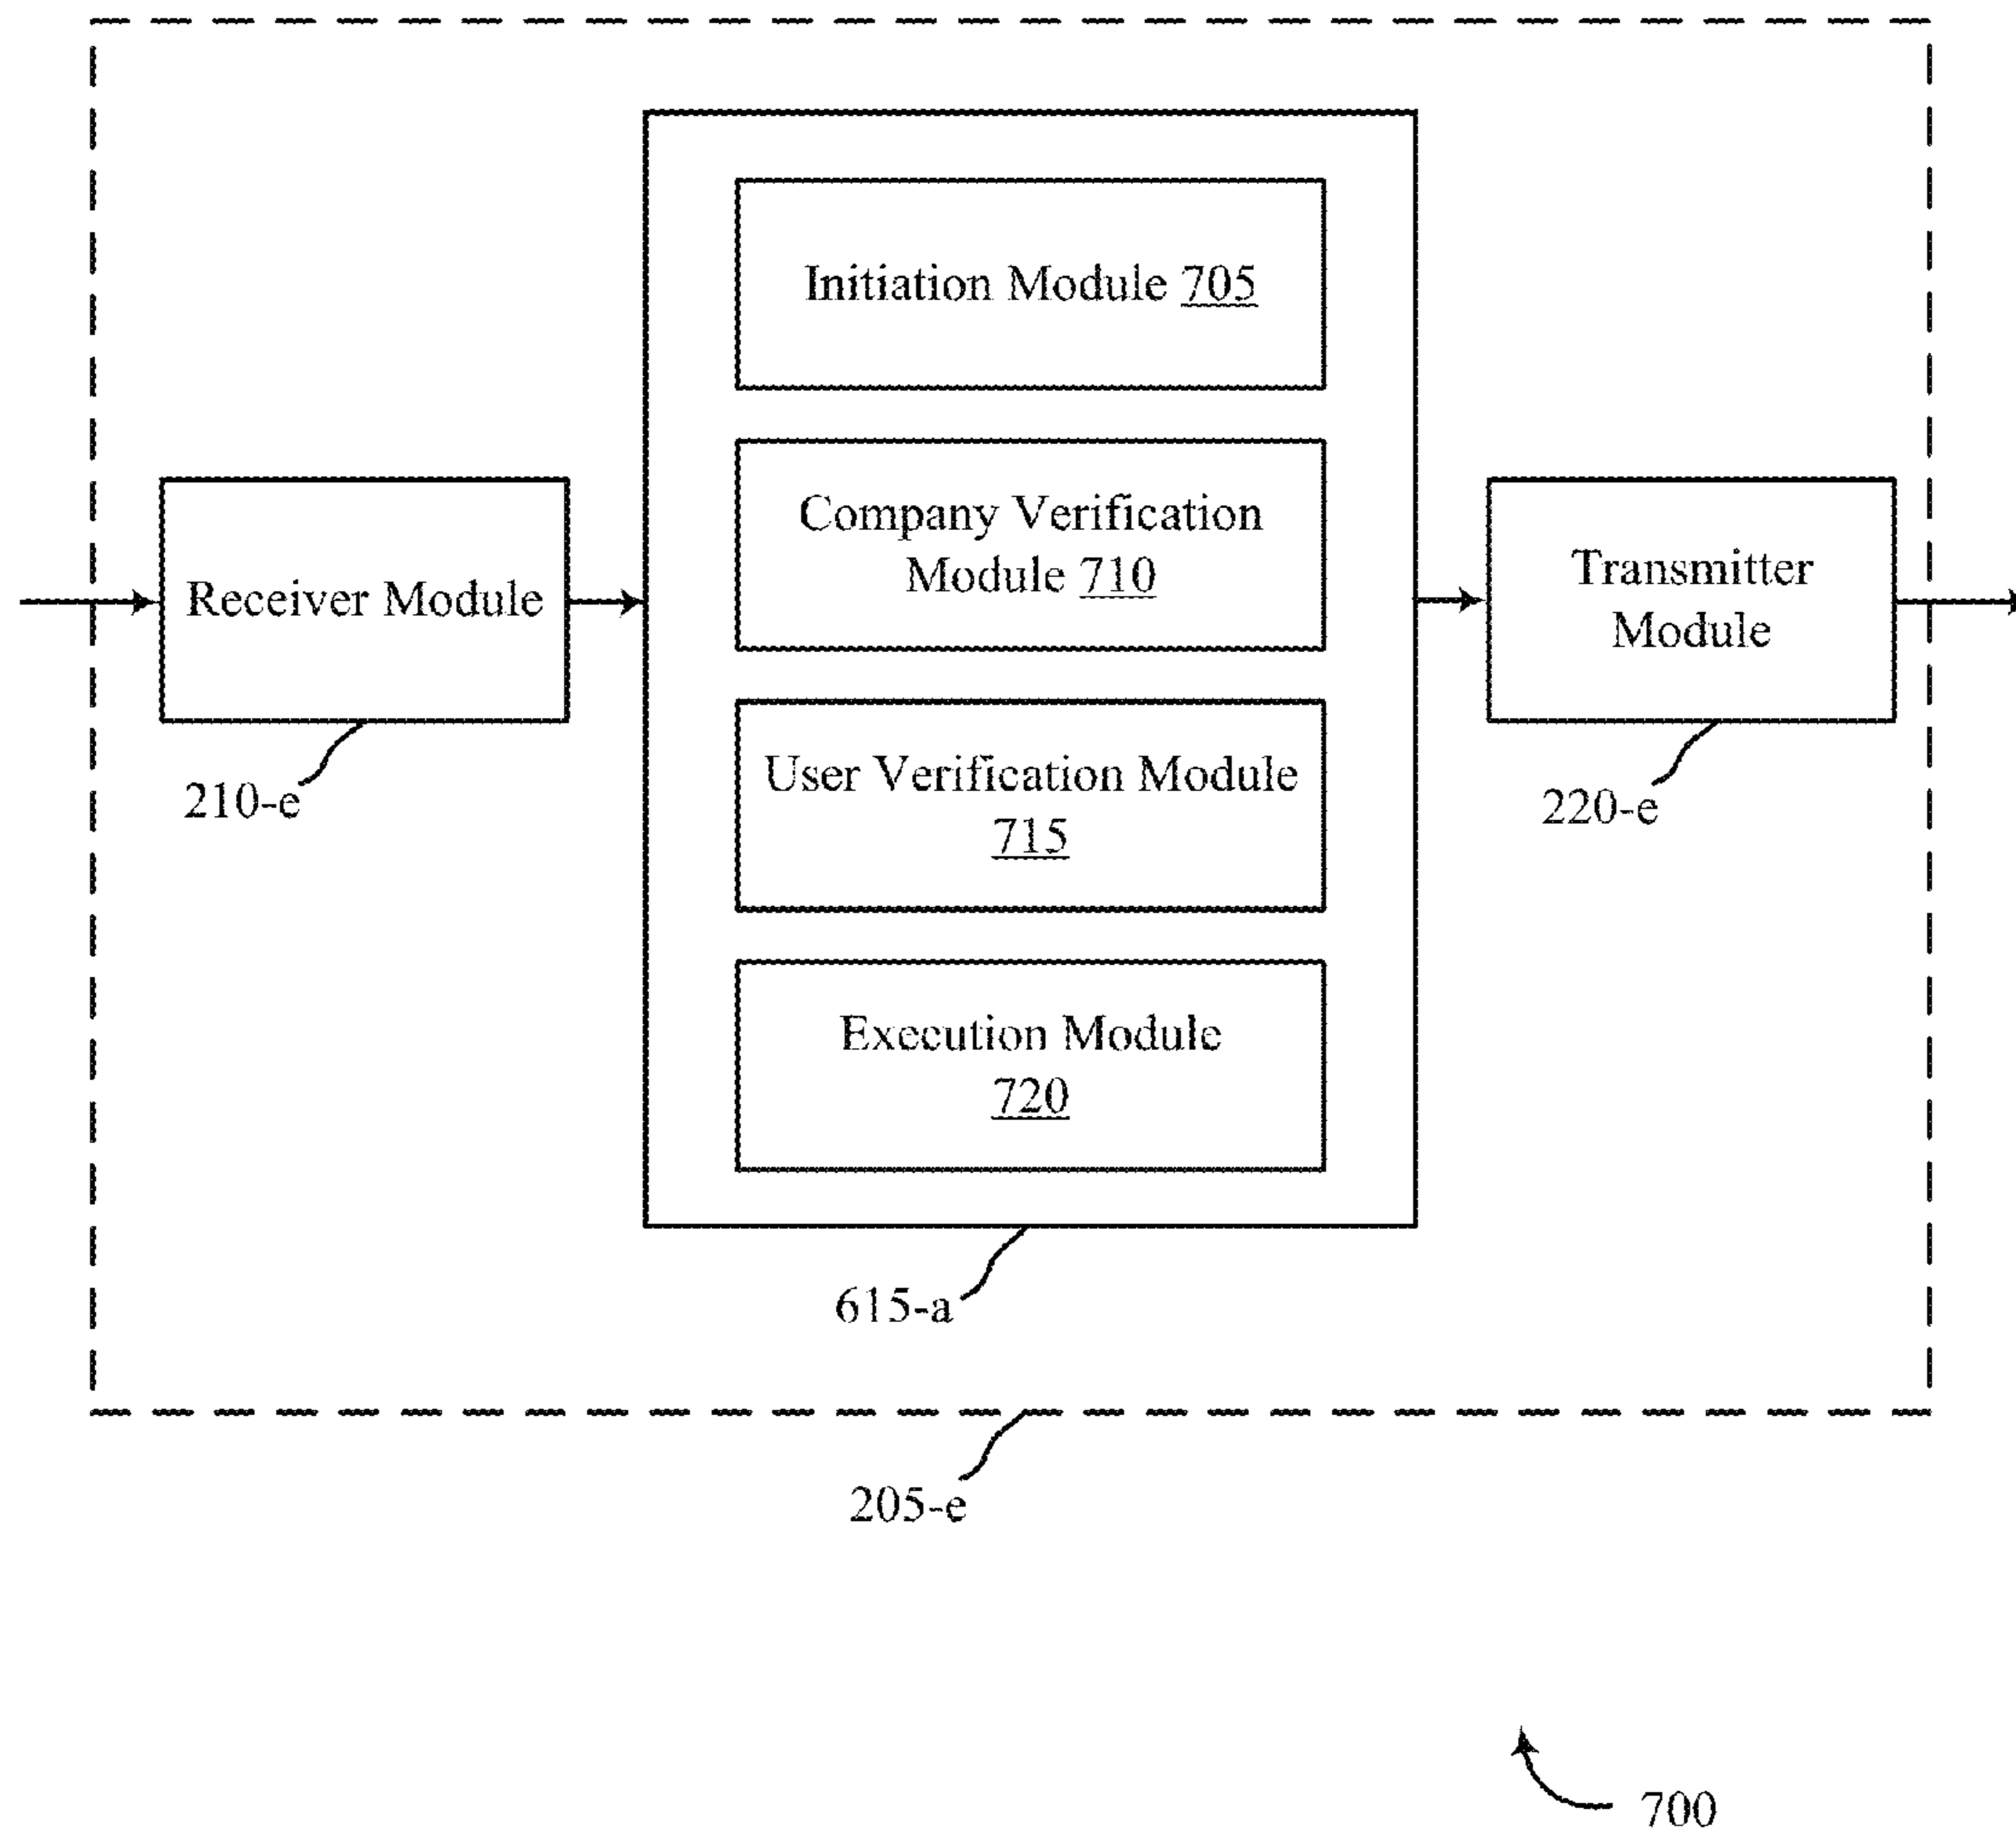 Initiation Module 705
Company Verification
Module 710
Receiver Module
Transmitter
Module
User Verification Module
715
210-e
220-e
Execution Module
720
615-a
205-e
700